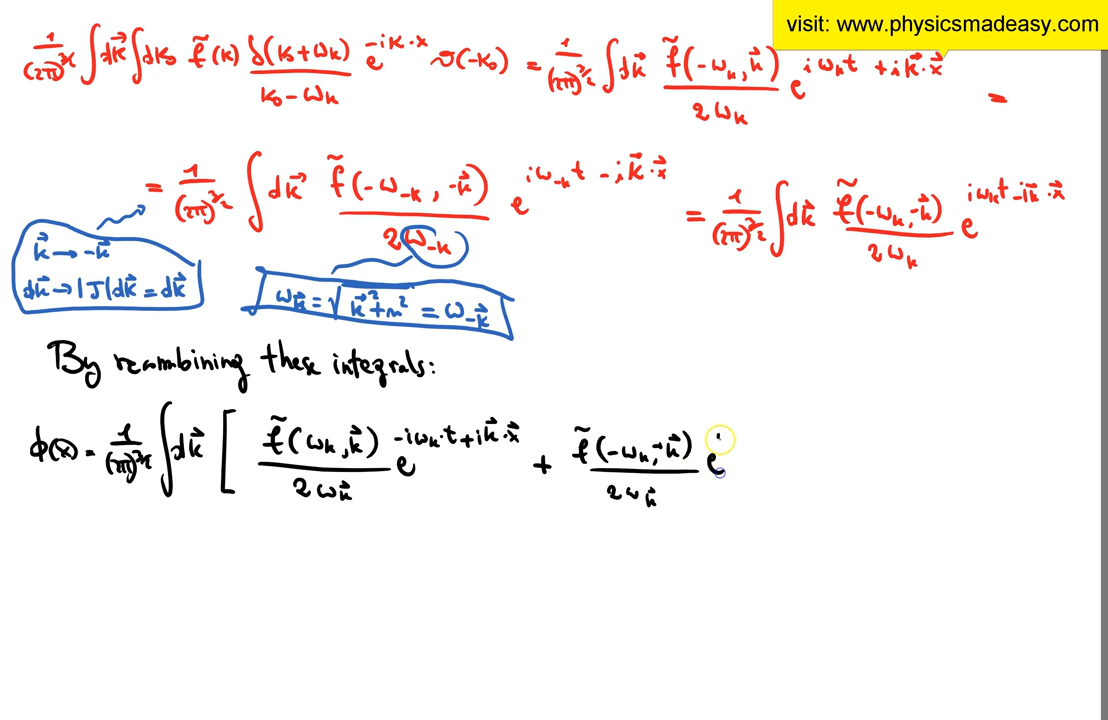 visit: www.physicsmadeasy.com
1/(2π)^{3/2} ∫dk⃗ ∫dk₀ f̃(k) δ(k₀+ω_k)/(k₀-ω_k) e^{-ik·x} ϑ(-k₀) = 1/(2π)^{3/2} ∫dk⃗ f̃(-ω_k, k⃗)/(2ω_k) e^{iω_k t + ik⃗·x⃗} =
= 1/(2π)^{3/2} ∫dk⃗ f̃(-ω_{-k}, -k⃗)/(2ω_{-k}) e^{iω_{-k}t - ik⃗·x⃗} = 1/(2π)^{3/2} ∫dk⃗ f̃(-ω_k, -k⃗)/(2ω_k) e^{iω_k t - ik⃗·x⃗}
k⃗ → -k⃗
dk⃗ → |J|dk⃗ = dk⃗
ω_k⃗ = √(k⃗²+m²) = ω_{-k⃗}
By recombining these integrals:
ϕ(x) = 1/(2π)^{3/2} ∫dk⃗ [ f̃(ω_k, k⃗)/(2ω_k⃗) e^{-iω_k·t + ik⃗·x⃗} + f̃(-ω_k, -k⃗)/(2ω_k⃗) e^{i